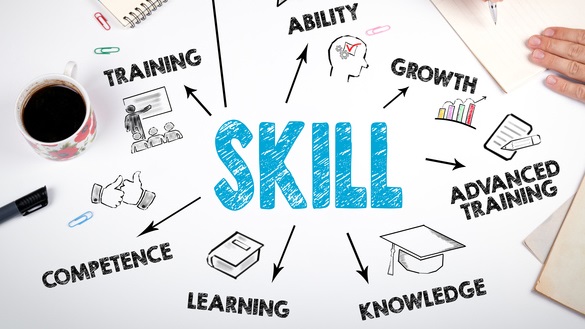 ABILITY
TRAINING
GROWTH
SKILL
ADVANCED
TRAINING
COMPETENCE
LEARNING
KNOWLEDGE